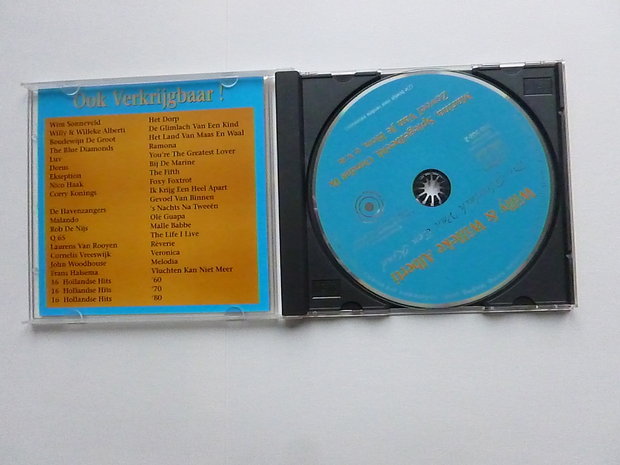 Ook Verkrijgbaar !
Wim Sonneveld Het Dorp
Willy & Willeke Alberti De Glimlach Van Een Kind
Boudewijn De Groot Het Land Van Maas En Waal
The Blue Diamonds Ramona
Luv You're The Greatest Lover
Dorus Bij De Marine
Ekseption The Fifth
Nico Haak Foxy Foxtrot
Corry Konings Ik Krijg Een Heel Apart
Gevoel Van Binnen
De Havenzangers 's Nachts Na Tweeën
Malando Olé Guapa
Rob De Nijs Malle Babbe
Q 65 The Life I Live
Laurens Van Rooyen Rêverie
Cornelis Vreeswijk Veronica
John Woodhouse Melodia
Frans Halsema Vluchten Kan Niet Meer
16 Hollandse Hits '60
16 Hollandse Hits '70
16 Hollandse Hits '80
Willy & Willeke Alberti